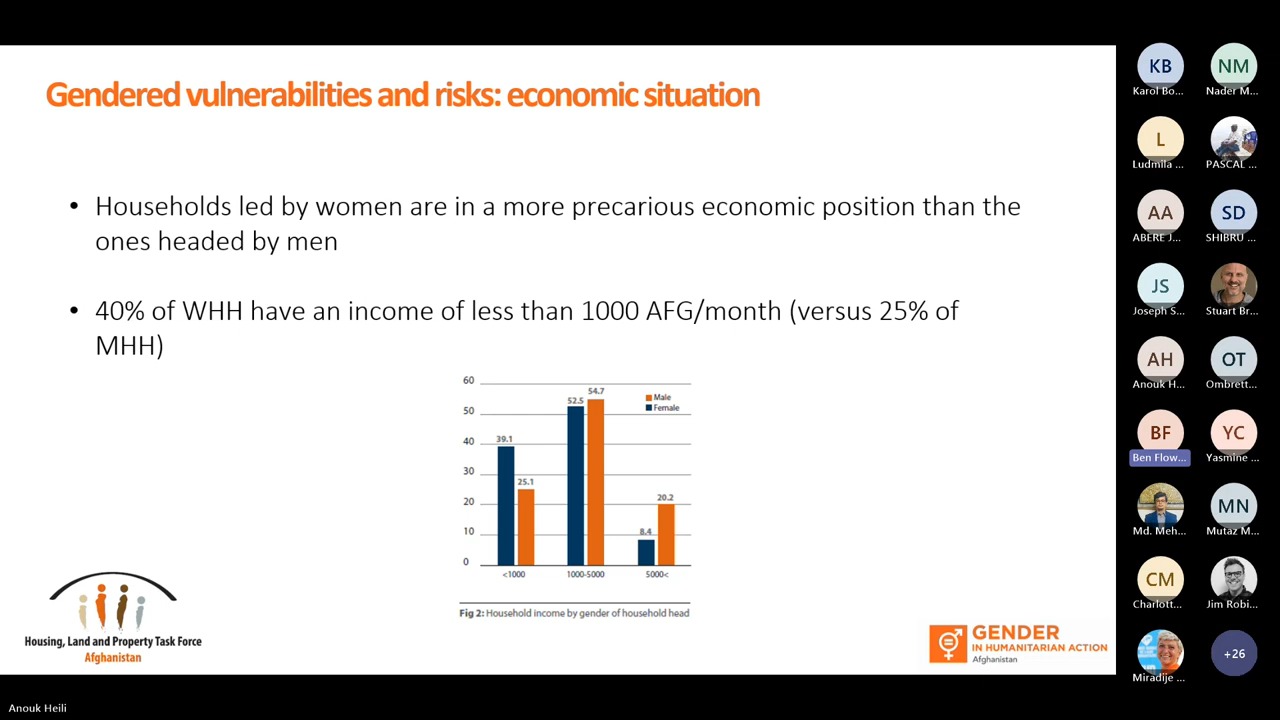 Gendered vulnerabilities and risks: economic situation
• Households led by women are in a more precarious economic position than the
ones headed by men
• 40% of WHH have an income of less than 1000 AFG/month (versus 25% of
MHH)
60
50
40
30
20
10
0
39.1
25.1
52.5
54.7
8.4
20.2
Male
Female
<1000
1000-5000
5000<
Fig 2: Household income by gender of household head
Housing, Land and Property Task Force
Afghanistan
GENDER
IN HUMANITARIAN ACTION
Afghanistan
KB
Karol Bo...
NM
Nader M...
L
Ludmila ...
PASCAL ...
AA
ABERE J...
SD
SHIBRU ...
JS
Joseph S...
Stuart Br...
AH
Anouk H...
OT
Ombrett...
BF
Ben Flow...
YC
Yasmine ...
Md. Meh...
MN
Mutaz M...
CM
Charlott...
Jim Robi...
Miradije ...
+26
Anouk Heili